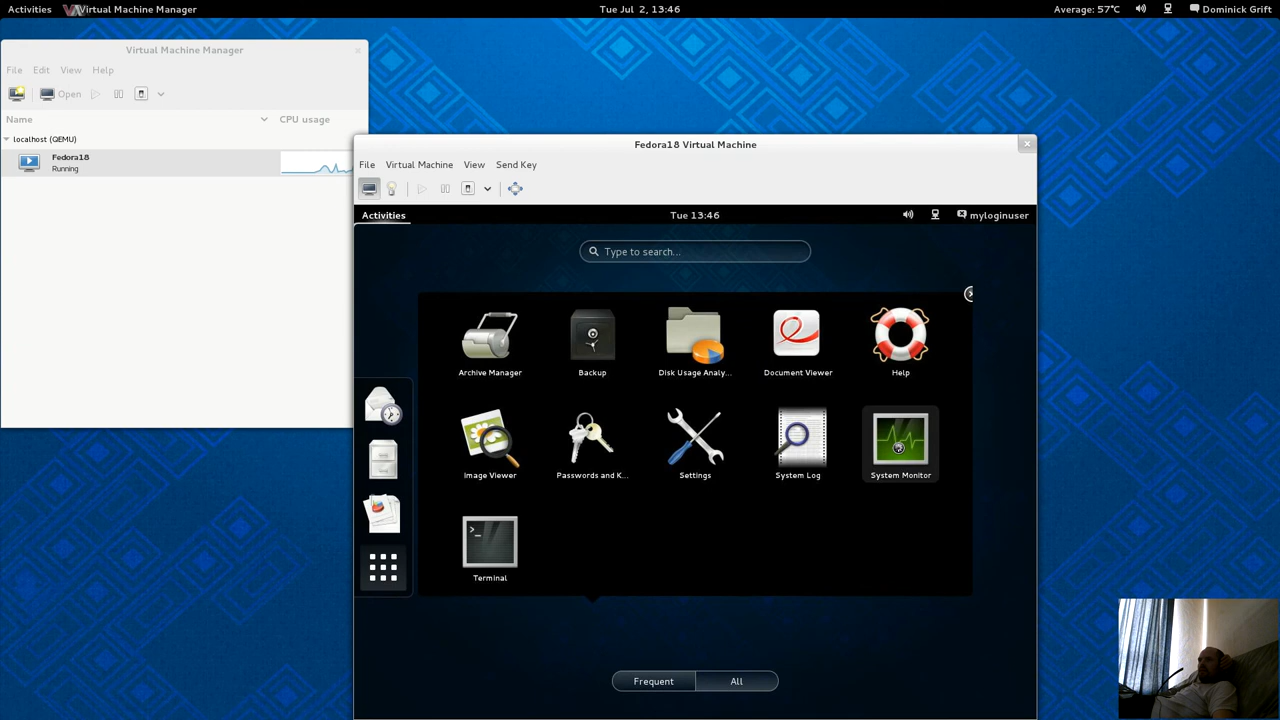 Activities Virtual Machine Manager Tue Jul 2, 13:46 Average: 57°C Dominick Grift
Virtual Machine Manager
File Edit View Help
Open
Name CPU usage
localhost (QEMU)
Fedora18
Running
Fedora18 Virtual Machine
File Virtual Machine View Send Key
Activities Tue 13:46 myloginuser
Type to search...
Archive Manager Backup Disk Usage Analy... Document Viewer Help
Image Viewer Passwords and K... Settings System Log System Monitor
Terminal
Frequent All